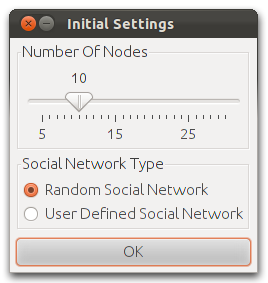 Initial Settings
Number Of Nodes
10
5 15 25
Social Network Type
Random Social Network
User Defined Social Network
OK